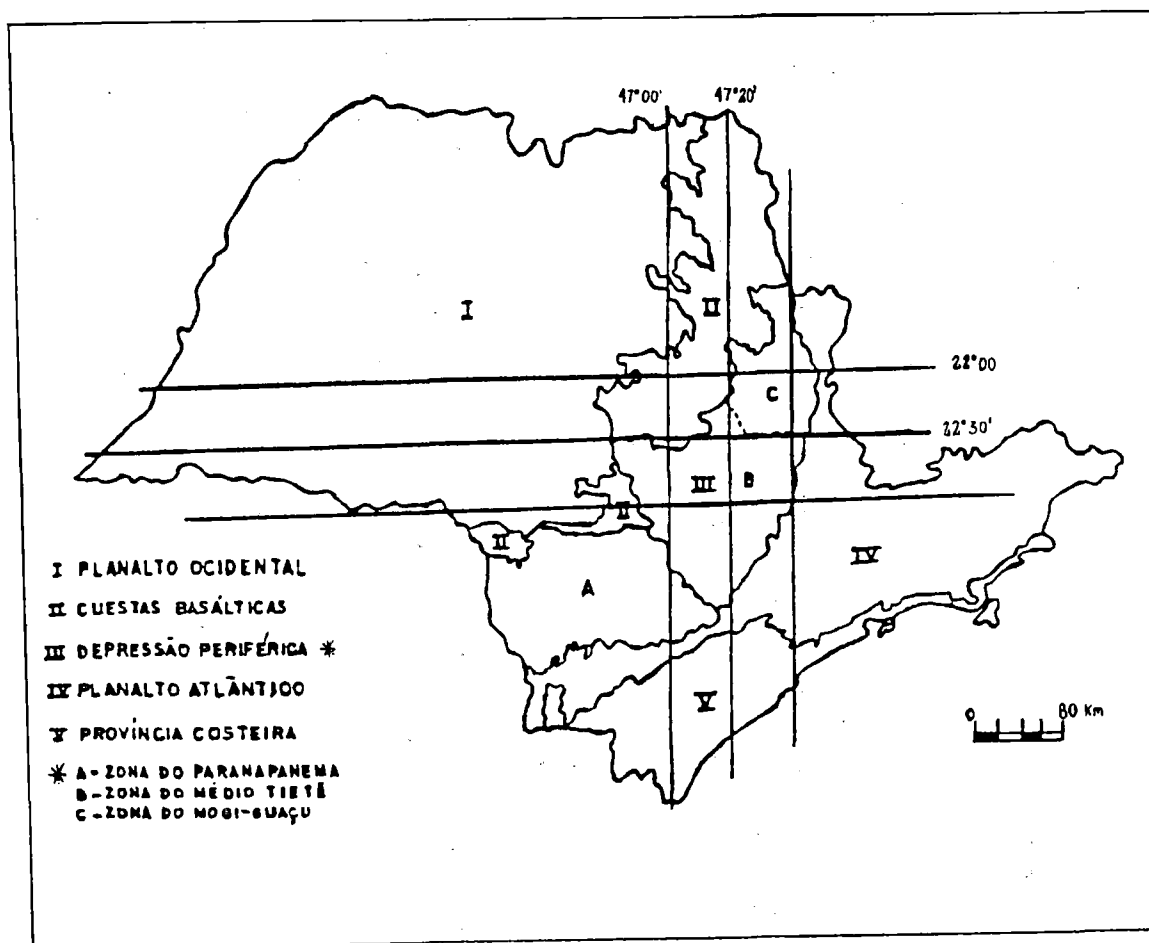 47°00' 47°20'
I
II
22°00
C
22°30'
III B
II
II
IV
A
V
I PLANALTO OCIDENTAL
II CUESTAS BASÁLTICAS
III DEPRESSÃO PERIFÉRICA *
IV PLANALTO ATLÂNTICO
V PROVÍNCIA COSTEIRA
* A-ZONA DO PARANAPANEMA
B-ZONA DO MÉDIO TIETÊ
C-ZONA DO MOGI-GUAÇU
0 80 Km